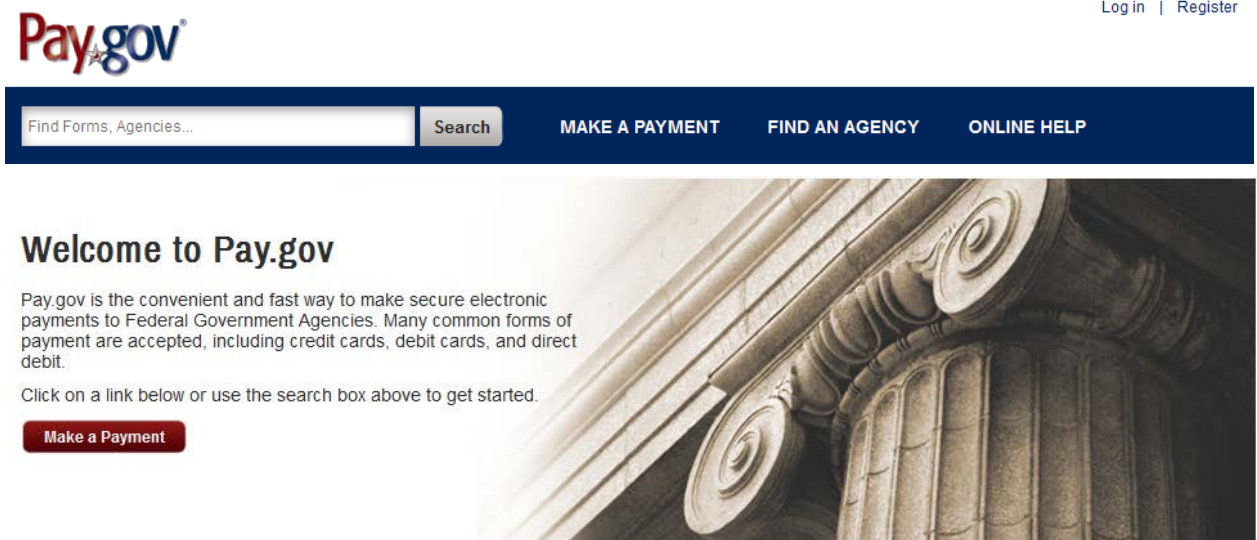 Log in | Register
Pay.gov®
Find Forms, Agencies...
Search
MAKE A PAYMENT
FIND AN AGENCY
ONLINE HELP
Welcome to Pay.gov
Pay.gov is the convenient and fast way to make secure electronic
payments to Federal Government Agencies. Many common forms of
payment are accepted, including credit cards, debit cards, and direct
debit.
Click on a link below or use the search box above to get started.
Make a Payment